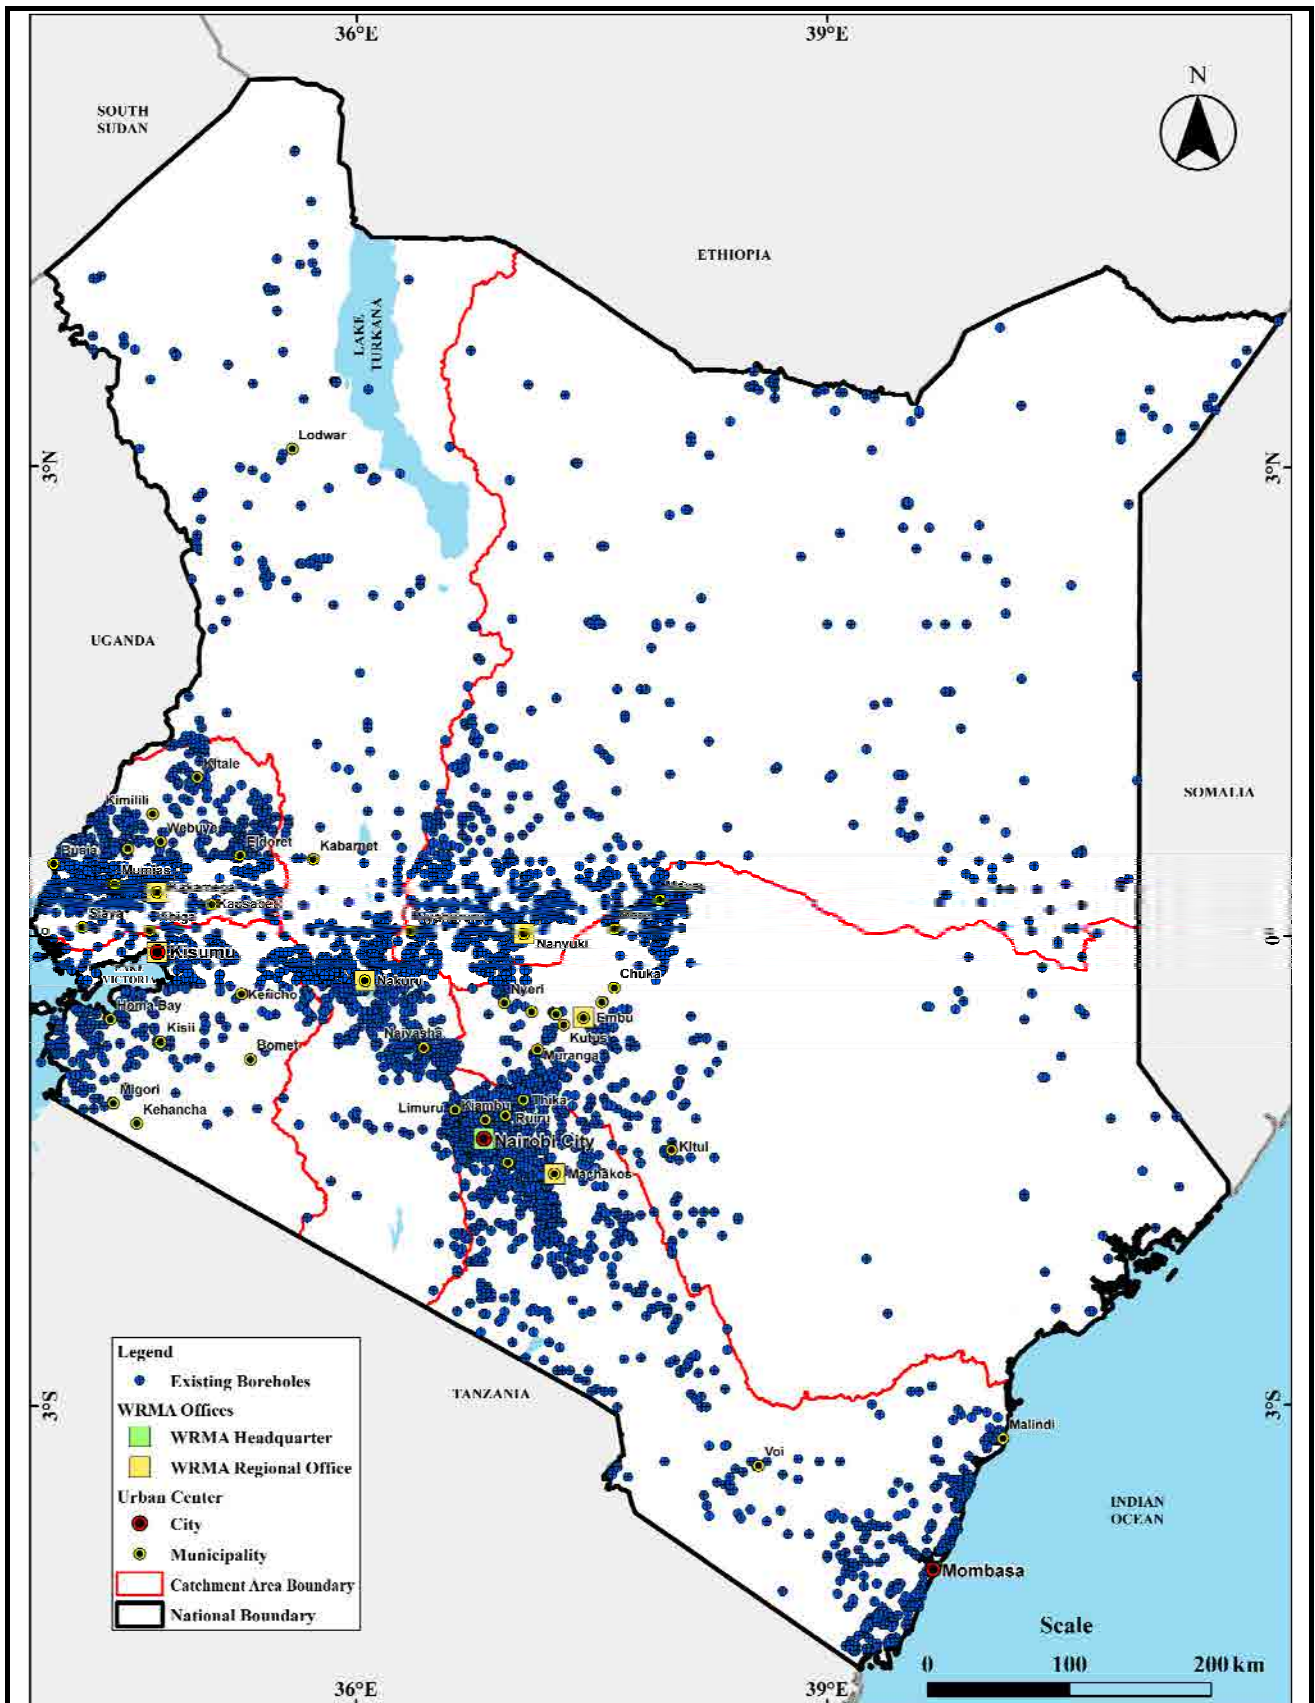 36°E
39°E
N
SOUTH
SUDAN
ETHIOPIA
LAKE
TURKANA
Lodwar
3°N
3°N
UGANDA
SOMALIA
Kitale
Kimilili
Webuye
Eldoret
Kabarnet
Busia
Mumias
Kakamega
Kapsabet
Siaya
Nanyuki
0°
Kisumu
LAKE
VICTORIA
Nakuru
Chuka
Kericho
Nyeri
Homa Bay
Embu
Kisii
Kutus
Naivasha
Bomet
Muranga
Migori
Limuru
Kiambu
Thika
Kehancha
Ruiru
Nairobi City
Kitui
Machakos
Legend
Existing Boreholes
WRMA Offices
WRMA Headquarter
WRMA Regional Office
Urban Center
City
Municipality
Catchment Area Boundary
National Boundary
TANZANIA
3°S
3°S
Malindi
Voi
INDIAN
OCEAN
Mombasa
Scale
0 100 200 km
36°E
39°E